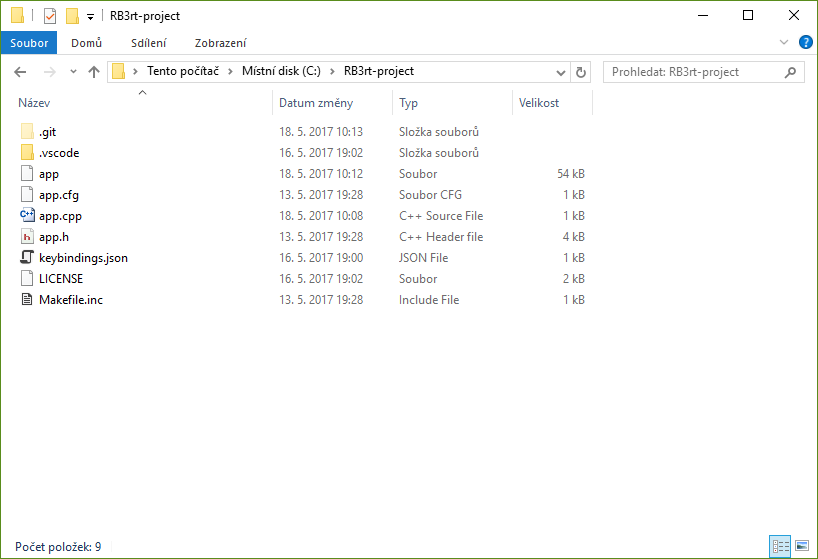 RB3rt-project
Soubor Domů Sdílení Zobrazení
Tento počítač Místní disk (C:) RB3rt-project Prohledat: RB3rt-project
Název Datum změny Typ Velikost
.git 18. 5. 2017 10:13 Složka souborů
.vscode 16. 5. 2017 19:02 Složka souborů
app 18. 5. 2017 10:12 Soubor 54 kB
app.cfg 13. 5. 2017 19:28 Soubor CFG 1 kB
app.cpp 18. 5. 2017 10:08 C++ Source File 1 kB
app.h 13. 5. 2017 19:28 C++ Header file 4 kB
keybindings.json 16. 5. 2017 19:00 JSON File 1 kB
LICENSE 16. 5. 2017 19:02 Soubor 2 kB
Makefile.inc 13. 5. 2017 19:28 Include File 1 kB
Počet položek: 9